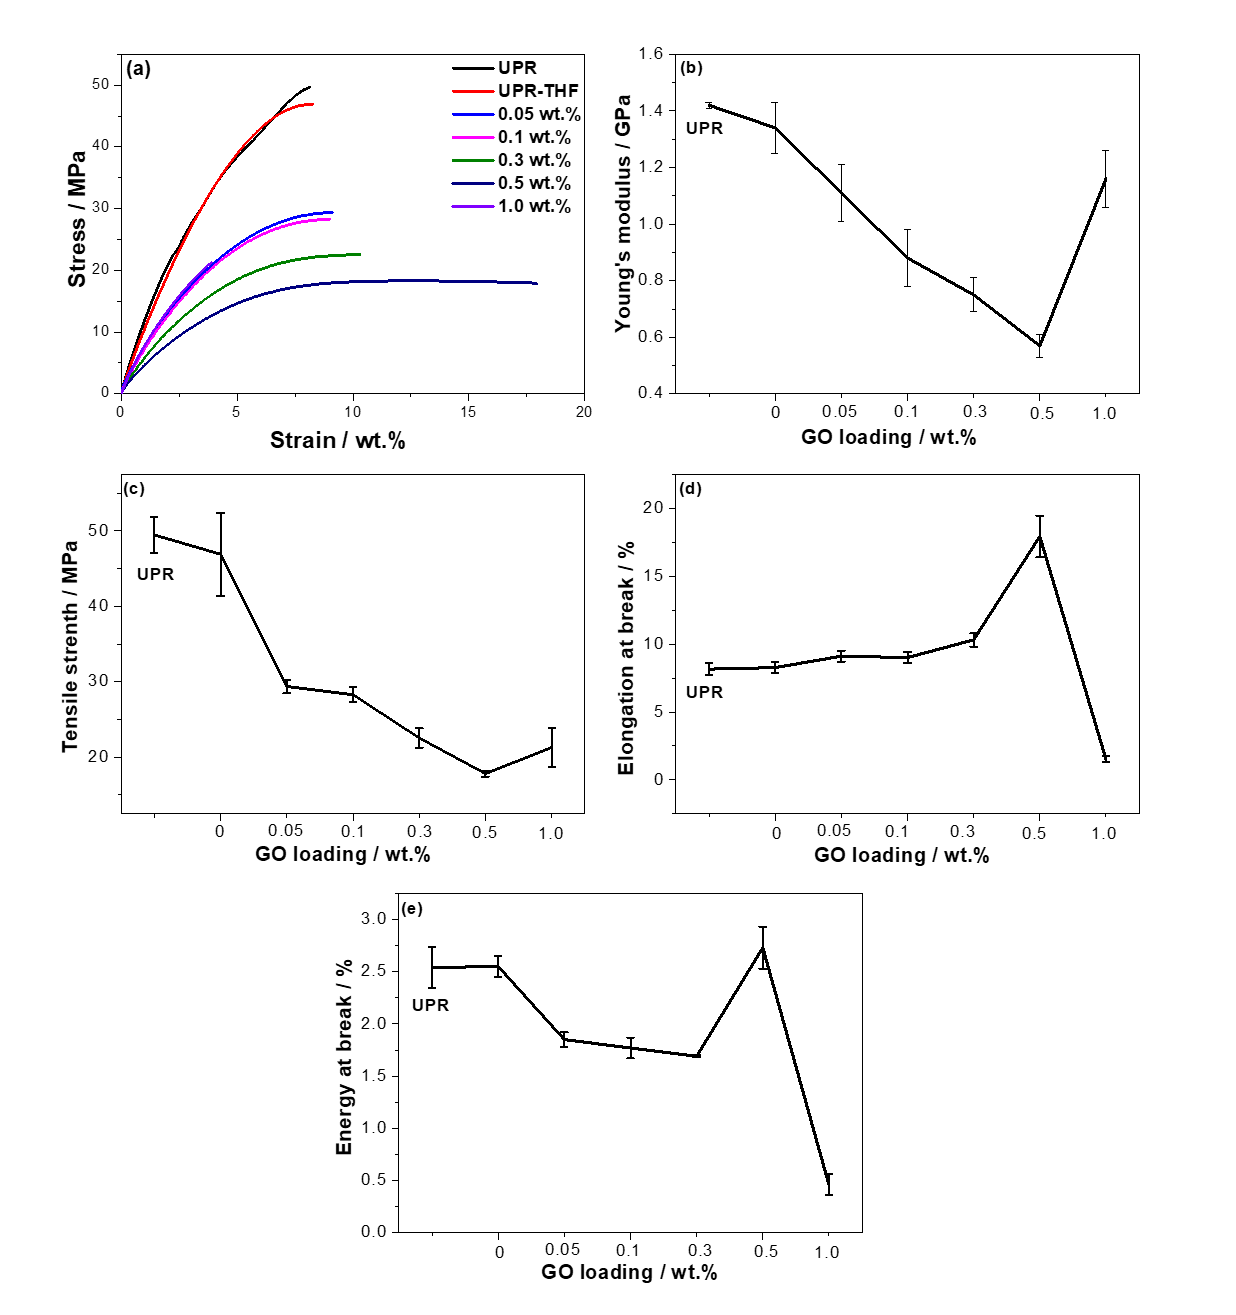 (a)
UPR
UPR-THF
0.05 wt.%
0.1 wt.%
0.3 wt.%
0.5 wt.%
1.0 wt.%
50
40
30
20
10
0
Stress / MPa
0 5 10 15 20
Strain / wt.%
(b)
1.6
1.4
1.2
1.0
0.8
0.6
0.4
Young's modulus / GPa
UPR
0 0.05 0.1 0.3 0.5 1.0
GO loading / wt.%
(c)
50
40
30
20
Tensile strenth / MPa
UPR
0 0.05 0.1 0.3 0.5 1.0
GO loading / wt.%
(d)
20
15
10
5
0
Elongation at break / %
UPR
0 0.05 0.1 0.3 0.5 1.0
GO loading / wt.%
(e)
3.0
2.5
2.0
1.5
1.0
0.5
0.0
Energy at break / %
UPR
0 0.05 0.1 0.3 0.5 1.0
GO loading / wt.%